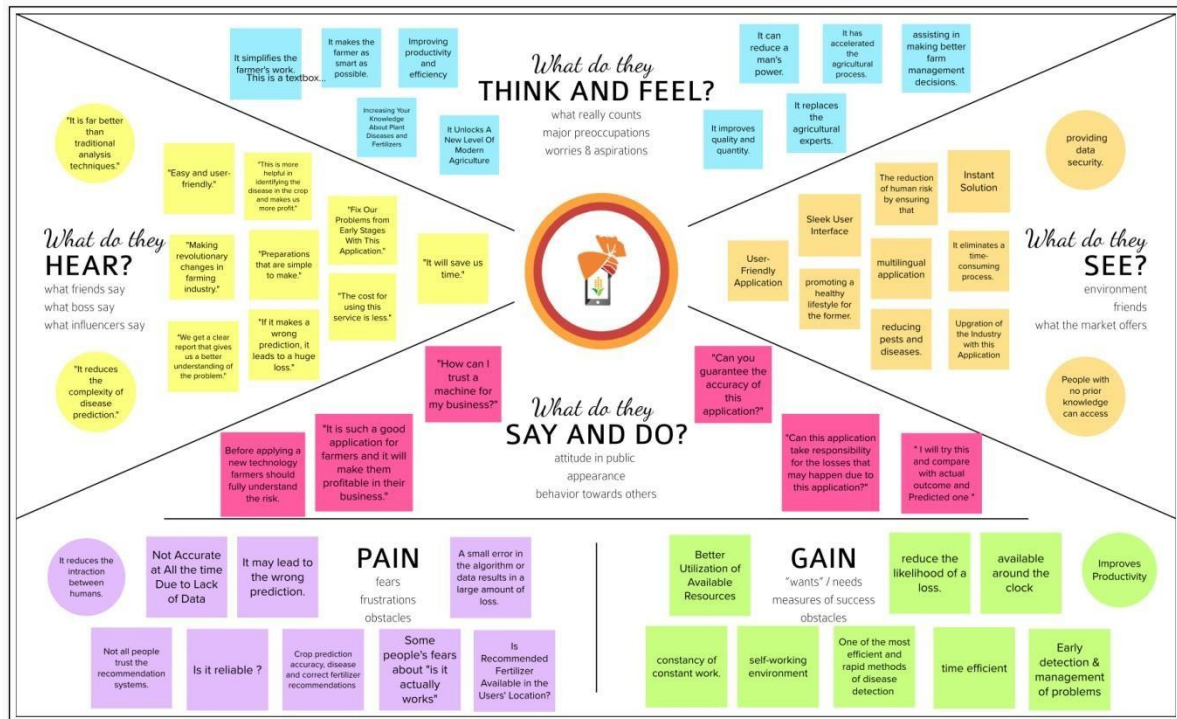 It simplifies the
farmer's work.
This is a textbox...
It makes the
farmer as
smart as
possible.
Improving
productivity
and
efficiency
Increasing Your
Knowledge
About Plant
Diseases and
Fertilizers
It Unlocks A
New Level Of
Modern
Agriculture
What do they
THINK AND FEEL?
what really counts
major preoccupations
worries & aspirations
It can
reduce a
man's
power.
It has
accelerated the
agricultural
process.
assisting in
making better
farm
management
decisions.
It improves
quality and
quantity.
It replaces
the
agricultural
experts.
"It is far better
than
traditional
analysis
techniques."
"Easy and user-
friendly."
"This is more
helpful in
identifying the
disease in the crop
and makes us
more profit."
"Fix Our
Problems from
Early Stages
With This
Application."
"It will save us
time."
What do they
HEAR?
what friends say
what boss say
what influencers say
"Making
revolutionary
changes in
farming
industry."
"Preparations
that are simple
to make."
"The cost for
using this
service is less."
"We get a clear
report that gives
us a better
understanding of
the problem."
"If it makes a
wrong
prediction, it
leads to a huge
loss."
"It reduces
the
complexity of
disease
prediction."
providing
data
security.
The reduction
of human risk
by ensuring
that
Instant
Solution
Sleek User
Interface
User-
Friendly
Application
multilingual
application
It eliminates a
time-
consuming
process.
promoting a
healthy
lifestyle for
the former.
reducing
pests and
diseases.
Upgration of
the Industry
with this
Application
What do they
SEE?
environment
friends
what the market offers
People with
no prior
knowledge
can access
"How can I
trust a
machine for
my business?"
"It is such a good
application for
farmers and it will
make them
profitable in their
business."
Before applying a
new technology
farmers should
fully understand
the risk.
What do they
SAY AND DO?
attitude in public
appearance
behavior towards others
"Can you
guarantee the
accuracy of
this
application?"
"Can this application
take responsibility
for the losses that
may happen due to
this application?"
" I will try this
and compare
with actual
outcome and
Predicted one "
It reduces the
intraction
between
humans.
Not Accurate
at All the time
Due to Lack
of Data
It may lead to
the wrong
prediction.
PAIN
fears
frustrations
obstacles
A small error in
the algorithm or
data results in a
large amount of
loss.
Not all people
trust the
recommendation
systems.
Is it reliable ?
Crop prediction
accuracy, disease
and correct fertilizer
recommendations
Some
people's fears
about "is it
actually
works"
Is
Recommended
Fertilizer
Available in the
Users' Location?
Better
Utilization of
Available
Resources
GAIN
"wants" / needs
measures of success
obstacles
reduce the
likelihood of a
loss.
available
around the
clock
Improves
Productivity
constancy of
constant work.
self-working
environment
One of the most
efficient and
rapid methods
of disease
detection
time efficient
Early
detection &
management
of problems